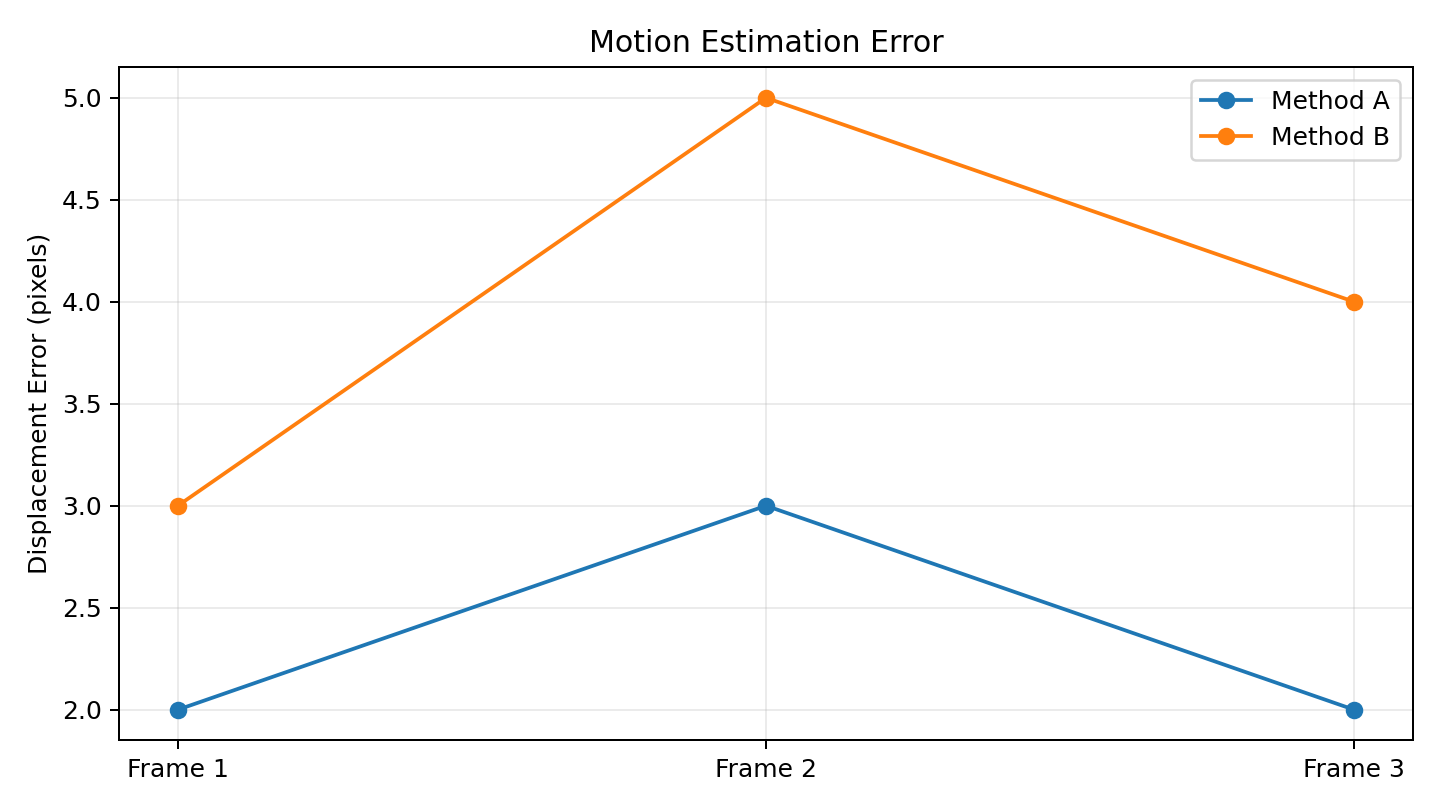 Motion Estimation Error
Method A
Method B
Displacement Error (pixels)
5.0
4.5
4.0
3.5
3.0
2.5
2.0
Frame 1 Frame 2 Frame 3